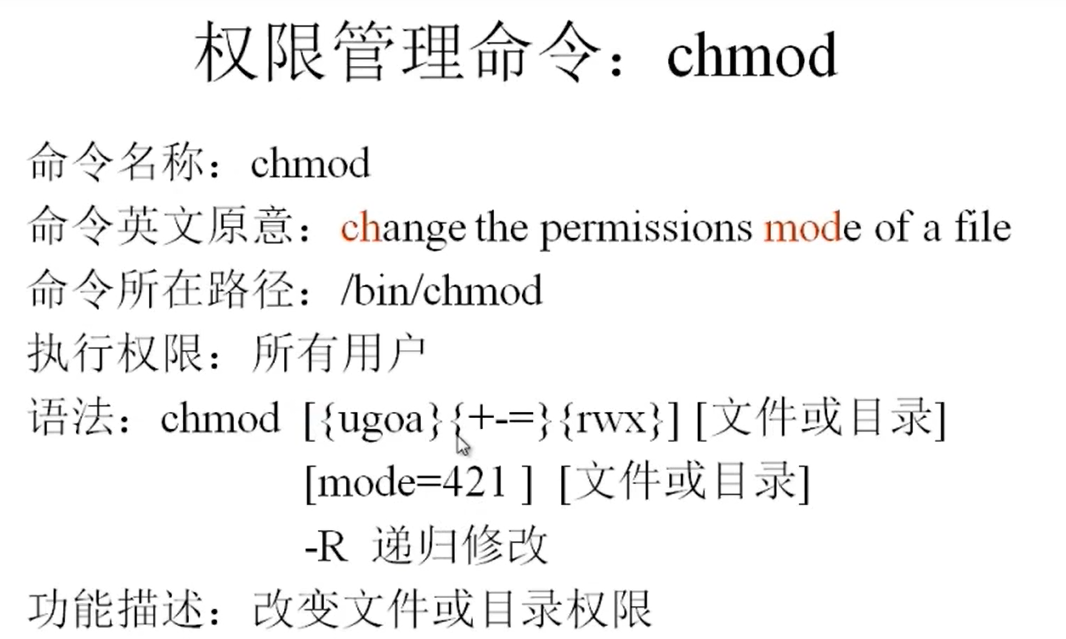 权限管理命令：chmod
命令名称：chmod
命令英文原意：change the permissions mode of a file
命令所在路径：/bin/chmod
执行权限：所有用户
语法：chmod [{ugoa}{+-=}{rwx}] [文件或目录]
[mode=421 ] [文件或目录]
-R 递归修改
功能描述：改变文件或目录权限